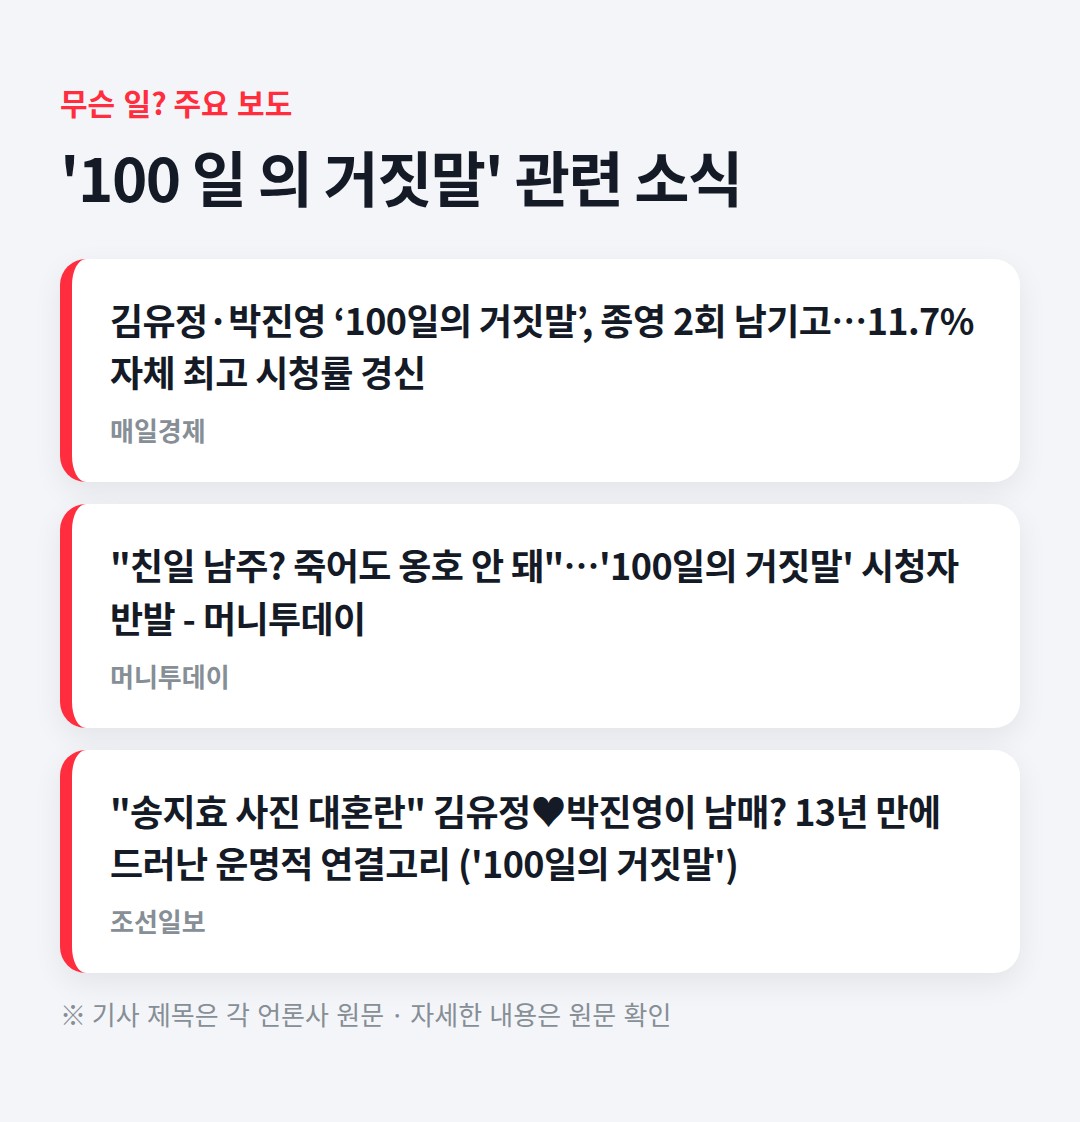 무슨 일? 주요 보도
'100 일 의 거짓말' 관련 소식
김유정·박진영 ‘100일의 거짓말’, 종영 2회 남기고…11.7%
자체 최고 시청률 경신
매일경제
"친일 남주? 죽어도 옹호 안 돼"…'100일의 거짓말' 시청자
반발 - 머니투데이
머니투데이
"송지효 사진 대혼란" 김유정♥박진영이 남매? 13년 만에
드러난 운명적 연결고리 ('100일의 거짓말')
조선일보
※ 기사 제목은 각 언론사 원문 · 자세한 내용은 원문 확인